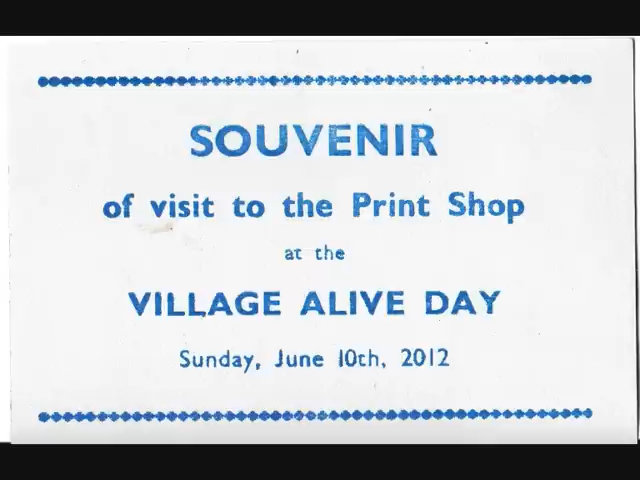 SOUVENIR
of visit to the Print Shop
at the
VILLAGE ALIVE DAY
Sunday, June 10th, 2012